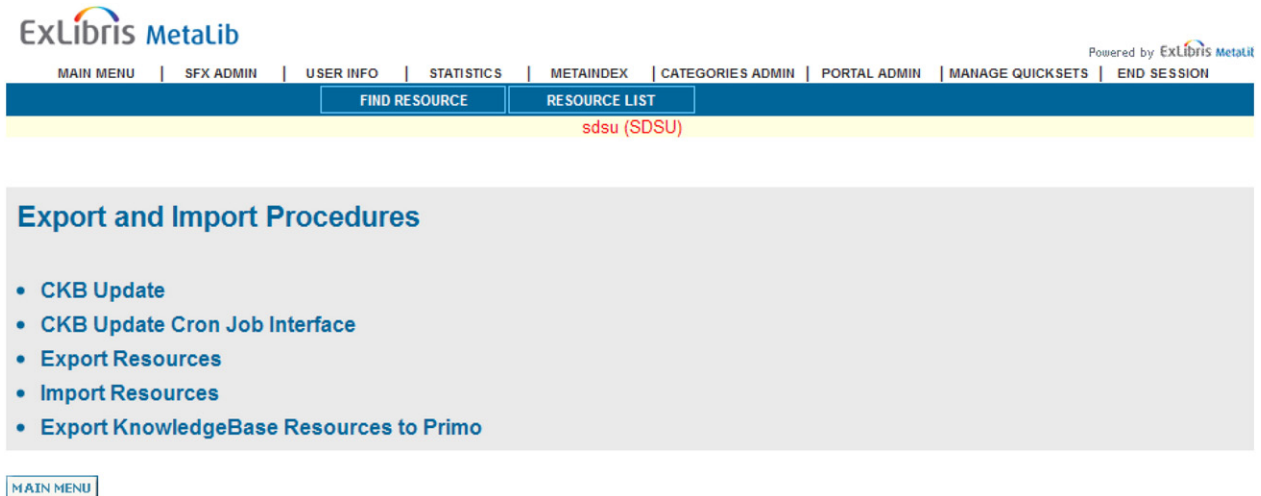 ExLibris MetaLib
Powered by ExLibris MetaLib
MAIN MENU | SFX ADMIN | USER INFO | STATISTICS | METAINDEX | CATEGORIES ADMIN | PORTAL ADMIN | MANAGE QUICKSETS | END SESSION
FIND RESOURCE RESOURCE LIST
sdsu (SDSU)
Export and Import Procedures
• CKB Update
• CKB Update Cron Job Interface
• Export Resources
• Import Resources
• Export KnowledgeBase Resources to Primo
MAIN MENU